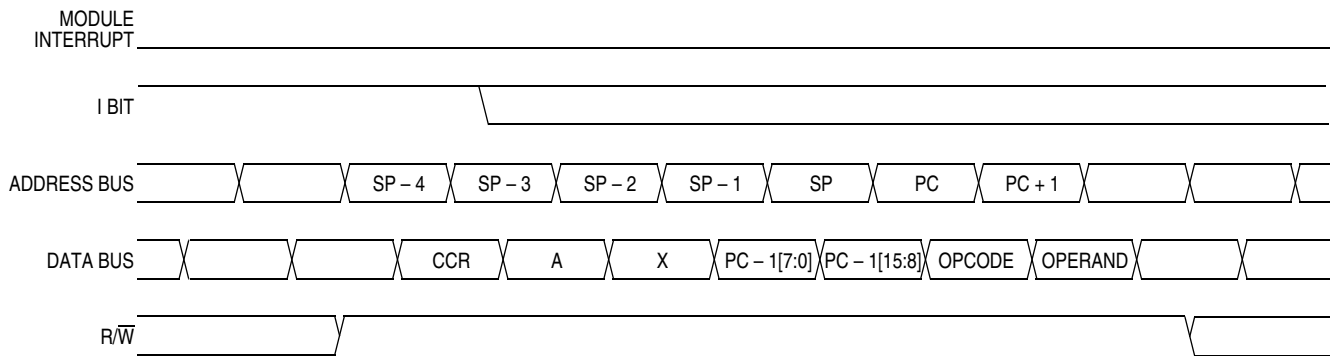 MODULE
INTERRUPT
I BIT
ADDRESS BUS SP – 4 SP – 3 SP – 2 SP – 1 SP PC PC + 1
DATA BUS CCR A X PC – 1[7:0] PC – 1[15:8] OPCODE OPERAND
R/W̅